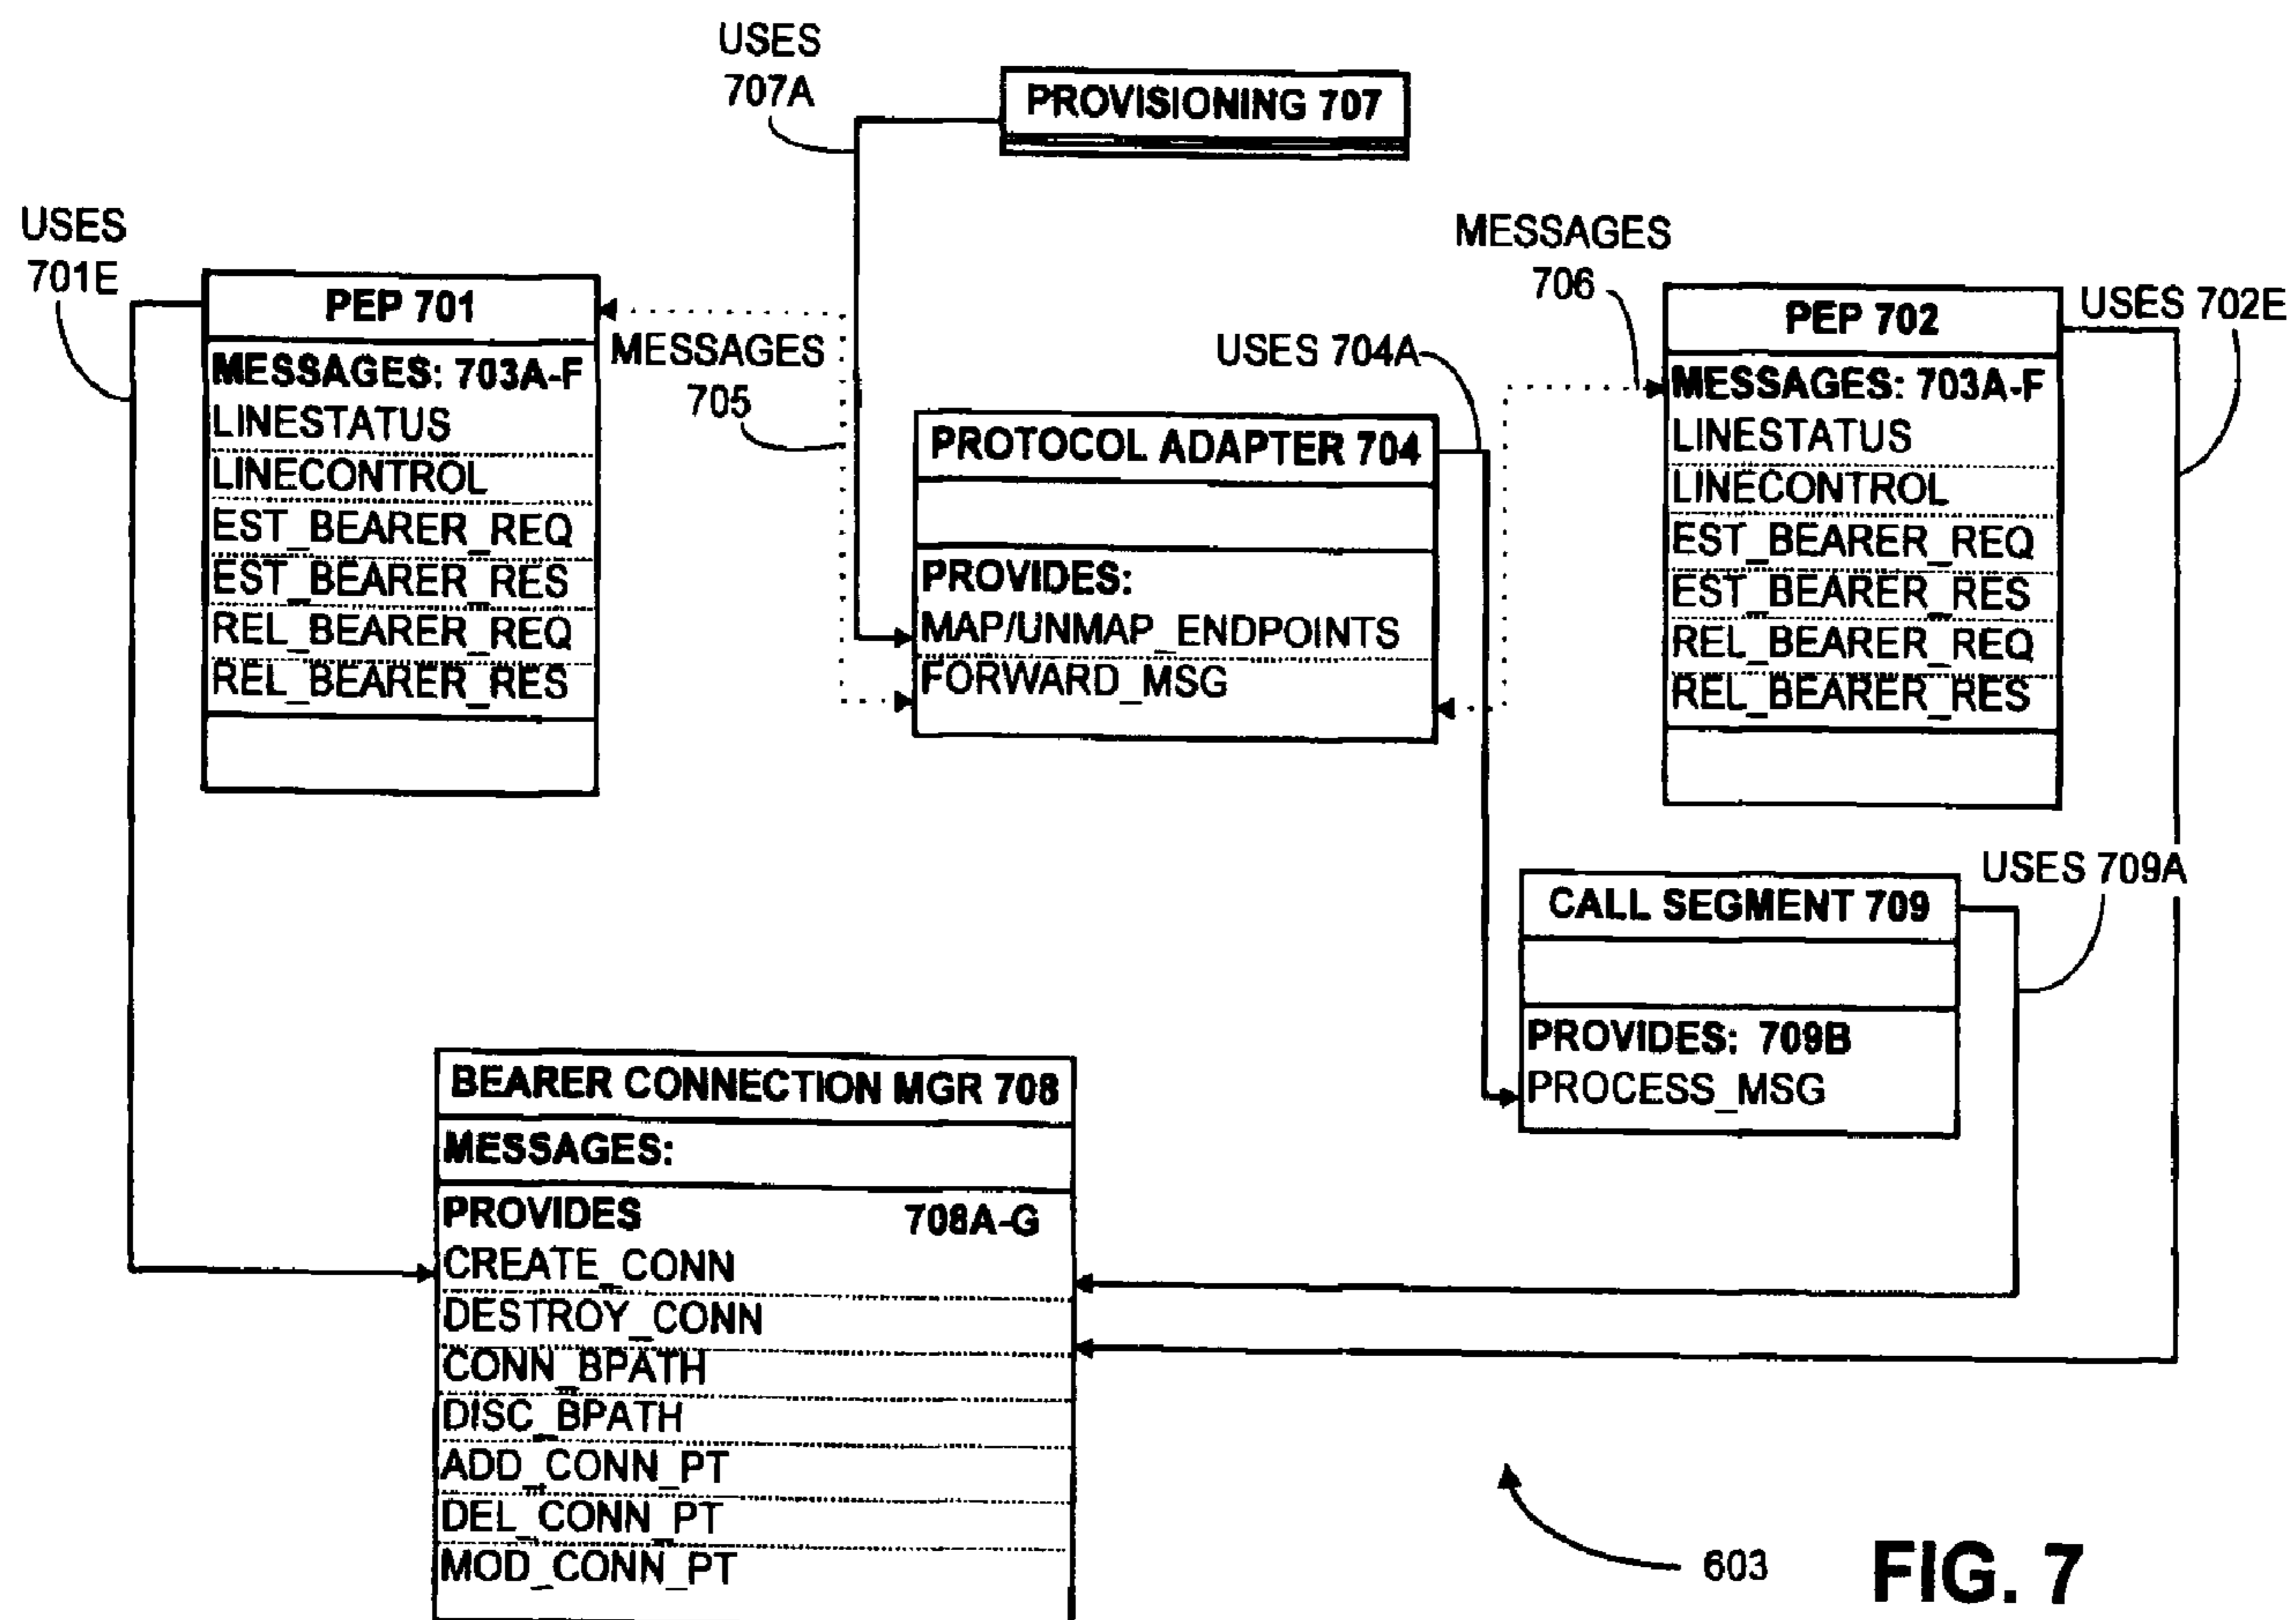 USES
707A
PROVISIONING 707
USES
701E
PEP 701
MESSAGES: 703A-F
LINESTATUS
LINECONTROL
EST_BEARER_REQ
EST_BEARER_RES
REL_BEARER_REQ
REL_BEARER_RES
MESSAGES
705
USES 704A
PROTOCOL ADAPTER 704
PROVIDES:
MAP/UNMAP_ENDPOINTS
FORWARD_MSG
MESSAGES
706
PEP 702
USES 702E
MESSAGES: 703A-F
LINESTATUS
LINECONTROL
EST_BEARER_REQ
EST_BEARER_RES
REL_BEARER_REQ
REL_BEARER_RES
CALL SEGMENT 709
USES 709A
PROVIDES: 709B
PROCESS_MSG
BEARER CONNECTION MGR 708
MESSAGES:
PROVIDES 708A-G
CREATE_CONN
DESTROY_CONN
CONN_BPATH
DISC_BPATH
ADD_CONN_PT
DEL_CONN_PT
MOD_CONN_PT
603
FIG. 7